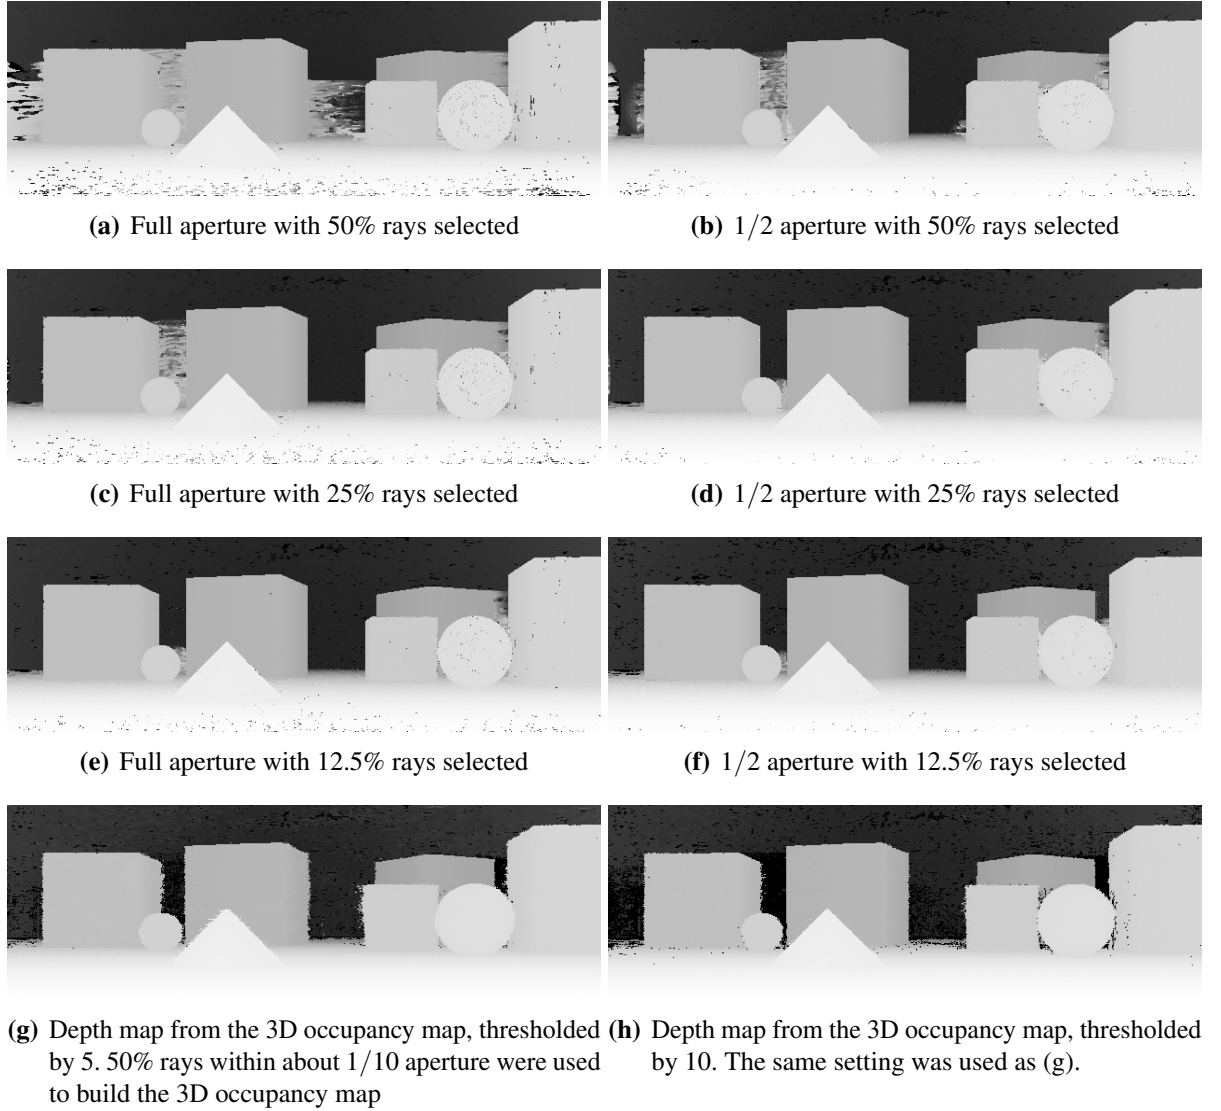 (a) Full aperture with 50% rays selected
(b) 1/2 aperture with 50% rays selected
(c) Full aperture with 25% rays selected
(d) 1/2 aperture with 25% rays selected
(e) Full aperture with 12.5% rays selected
(f) 1/2 aperture with 12.5% rays selected
(g) Depth map from the 3D occupancy map, thresholded
by 5. 50% rays within about 1/10 aperture were used
to build the 3D occupancy map
(h) Depth map from the 3D occupancy map, thresholded
by 10. The same setting was used as (g).